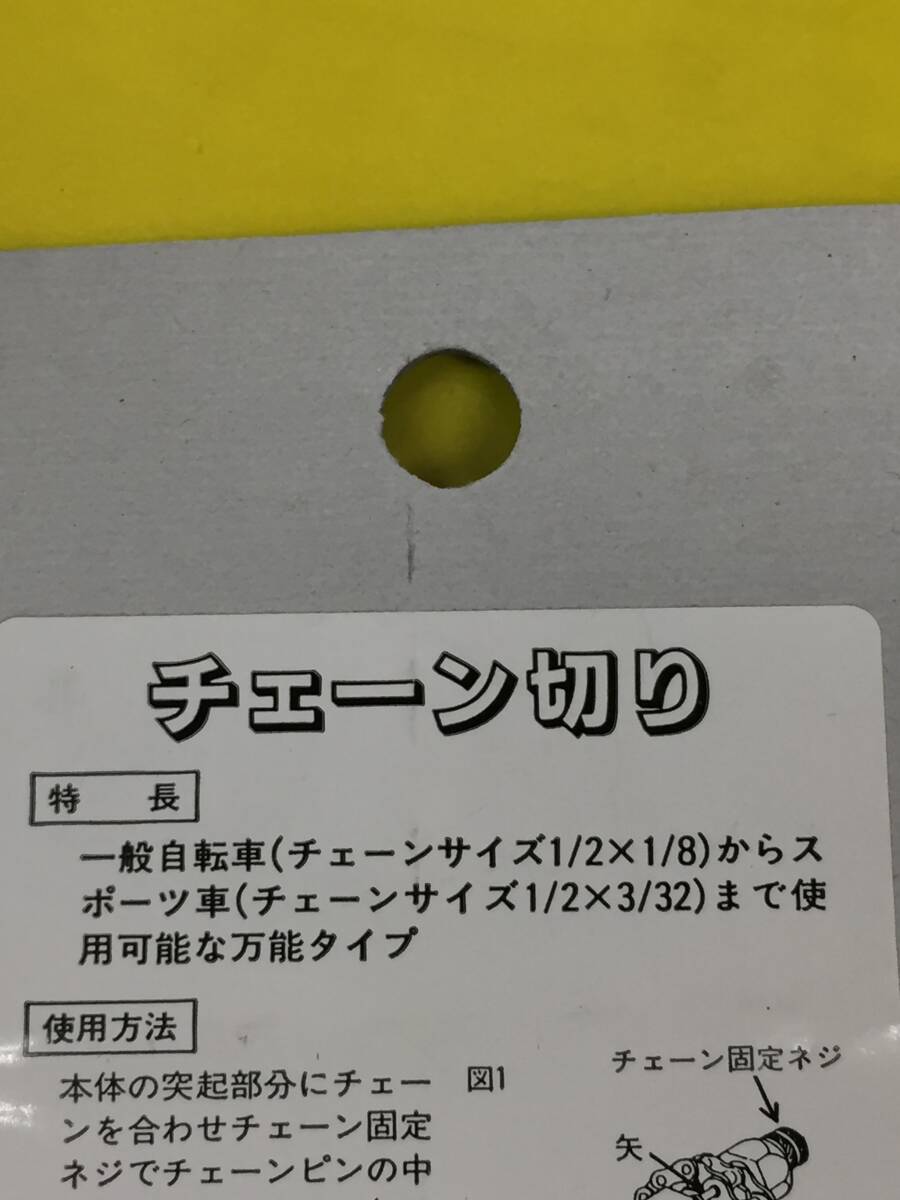 チェーン切り
特　長
一般自転車(チェーンサイズ1/2×1/8)からス
ポーツ車(チェーンサイズ1/2×3/32)まで使
用可能な万能タイプ
使用方法
本体の突起部分にチェー
ンを合わせチェーン固定
ネジでチェーンピンの中
図1
チェーン固定ネジ
矢